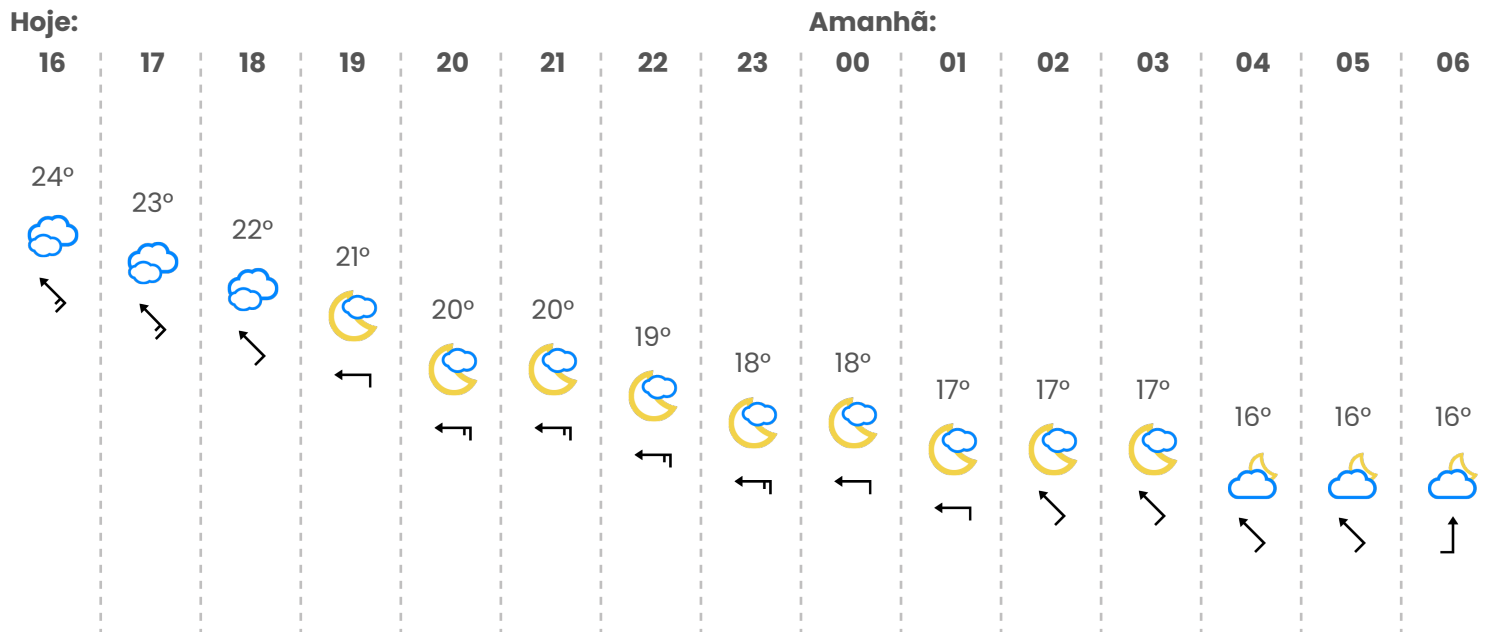 Hoje: Amanhã:
16 17 18 19 20 21 22 23 00 01 02 03 04 05 06
24º
23º
22º
21º
20º 20º
19º
18º 18º
17º 17º 17º
16º 16º 16º